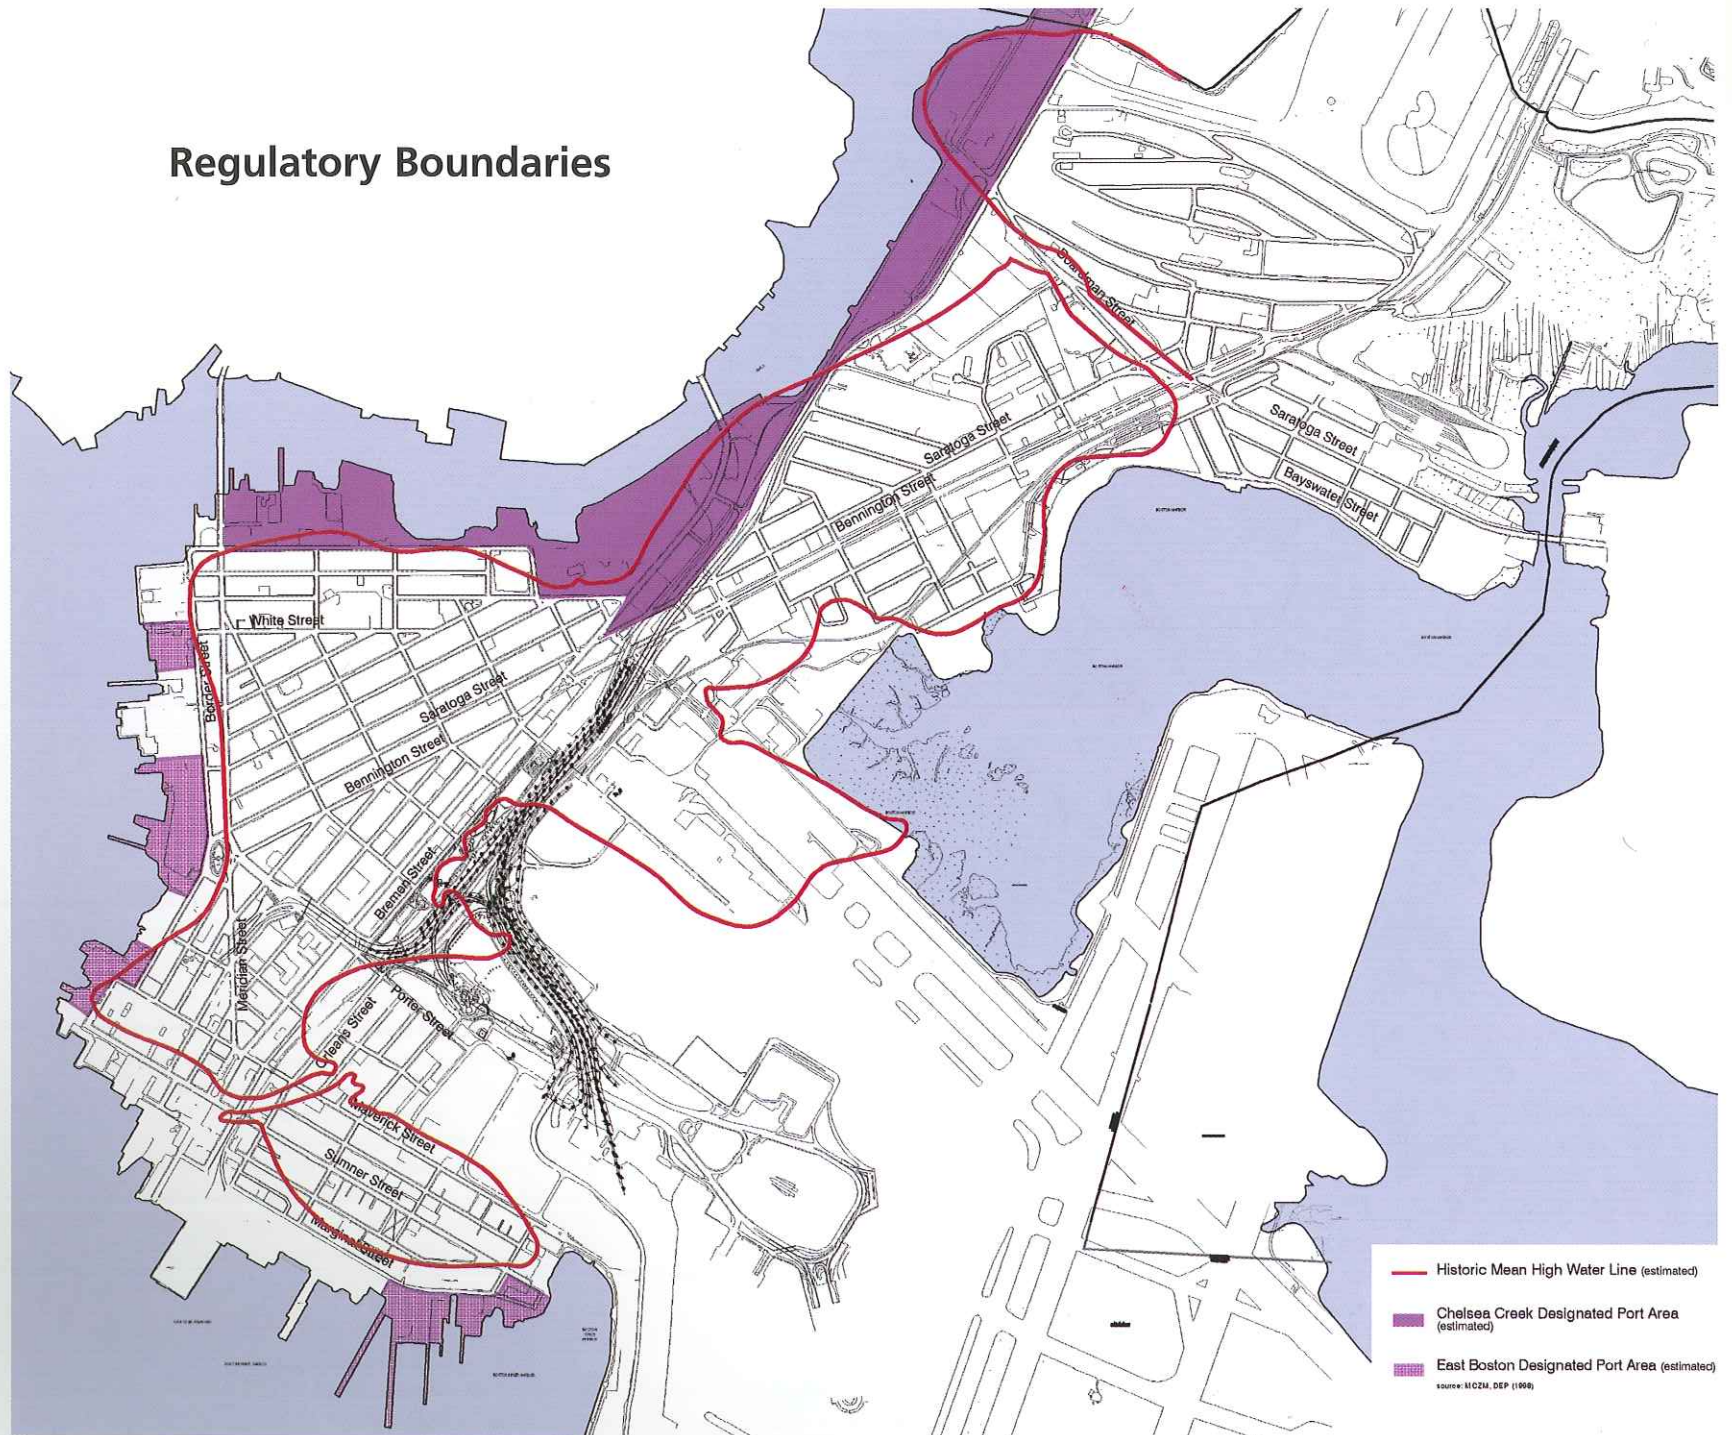 Regulatory Boundaries
Boardman Street
Saratoga Street
Saratoga Street
Bennington Street
Bayswater Street
White Street
Border Street
Saratoga Street
Bennington Street
Bremen Street
Meridian Street
Porter Street
Orleans Street
Maverick Street
Sumner Street
Marginal Street
Historic Mean High Water Line (estimated)
Chelsea Creek Designated Port Area
(estimated)
East Boston Designated Port Area (estimated)
source: MCZM, DEP (1998)